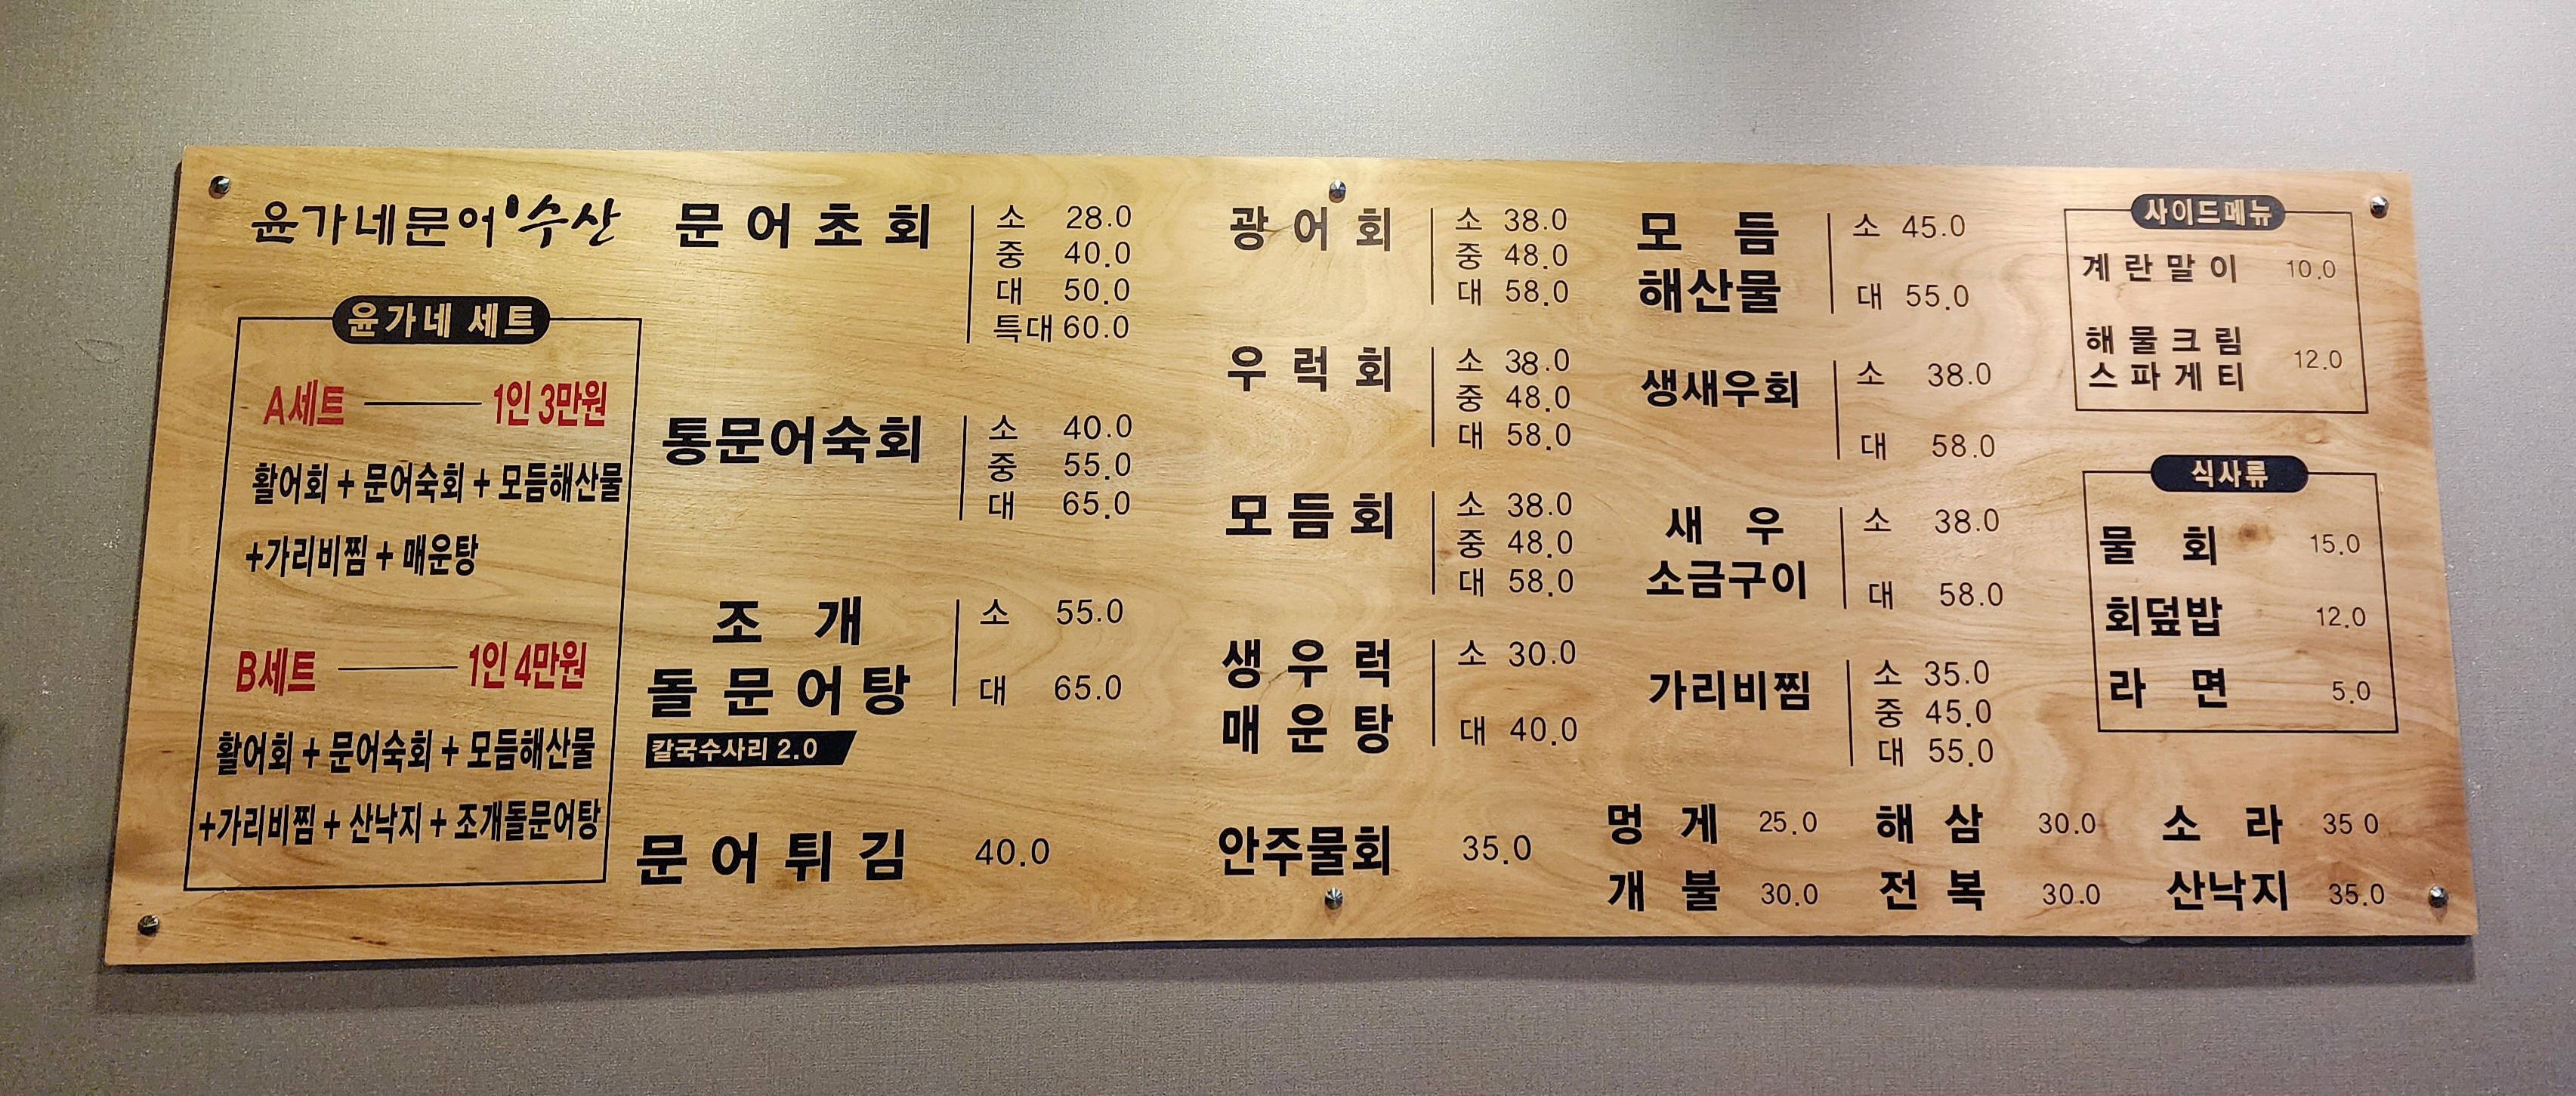 윤가네문어수산
윤가네 세트
A세트 1인 3만원
활어회 + 문어숙회 + 모듬해산물
+가리비찜 + 매운탕
B세트 1인 4만원
활어회 + 문어숙회 + 모듬해산물
+가리비찜 + 산낙지 + 조개돌문어탕
문어초회
소 28.0
중 40.0
대 50.0
특대 60.0
통문어숙회
소 40.0
중 55.0
대 65.0
조개
돌문어탕
소 55.0
대 65.0
칼국수사리 2.0
문어튀김 40.0
광어회
소 38.0
중 48.0
대 58.0
우럭회
소 38.0
중 48.0
대 58.0
모듬회
소 38.0
중 48.0
대 58.0
생우럭
매운탕
소 30.0
대 40.0
안주물회 35.0
모듬
해산물
소 45.0
대 55.0
생새우회
소 38.0
대 58.0
새우
소금구이
소 38.0
대 58.0
가리비찜
소 35.0
중 45.0
대 55.0
사이드메뉴
계란말이 10.0
해물크림
스파게티 12.0
식사류
물회 15.0
회덮밥 12.0
라면 5.0
멍게 25.0 해삼 30.0 소라 35 0
개불 30.0 전복 30.0 산낙지 35.0